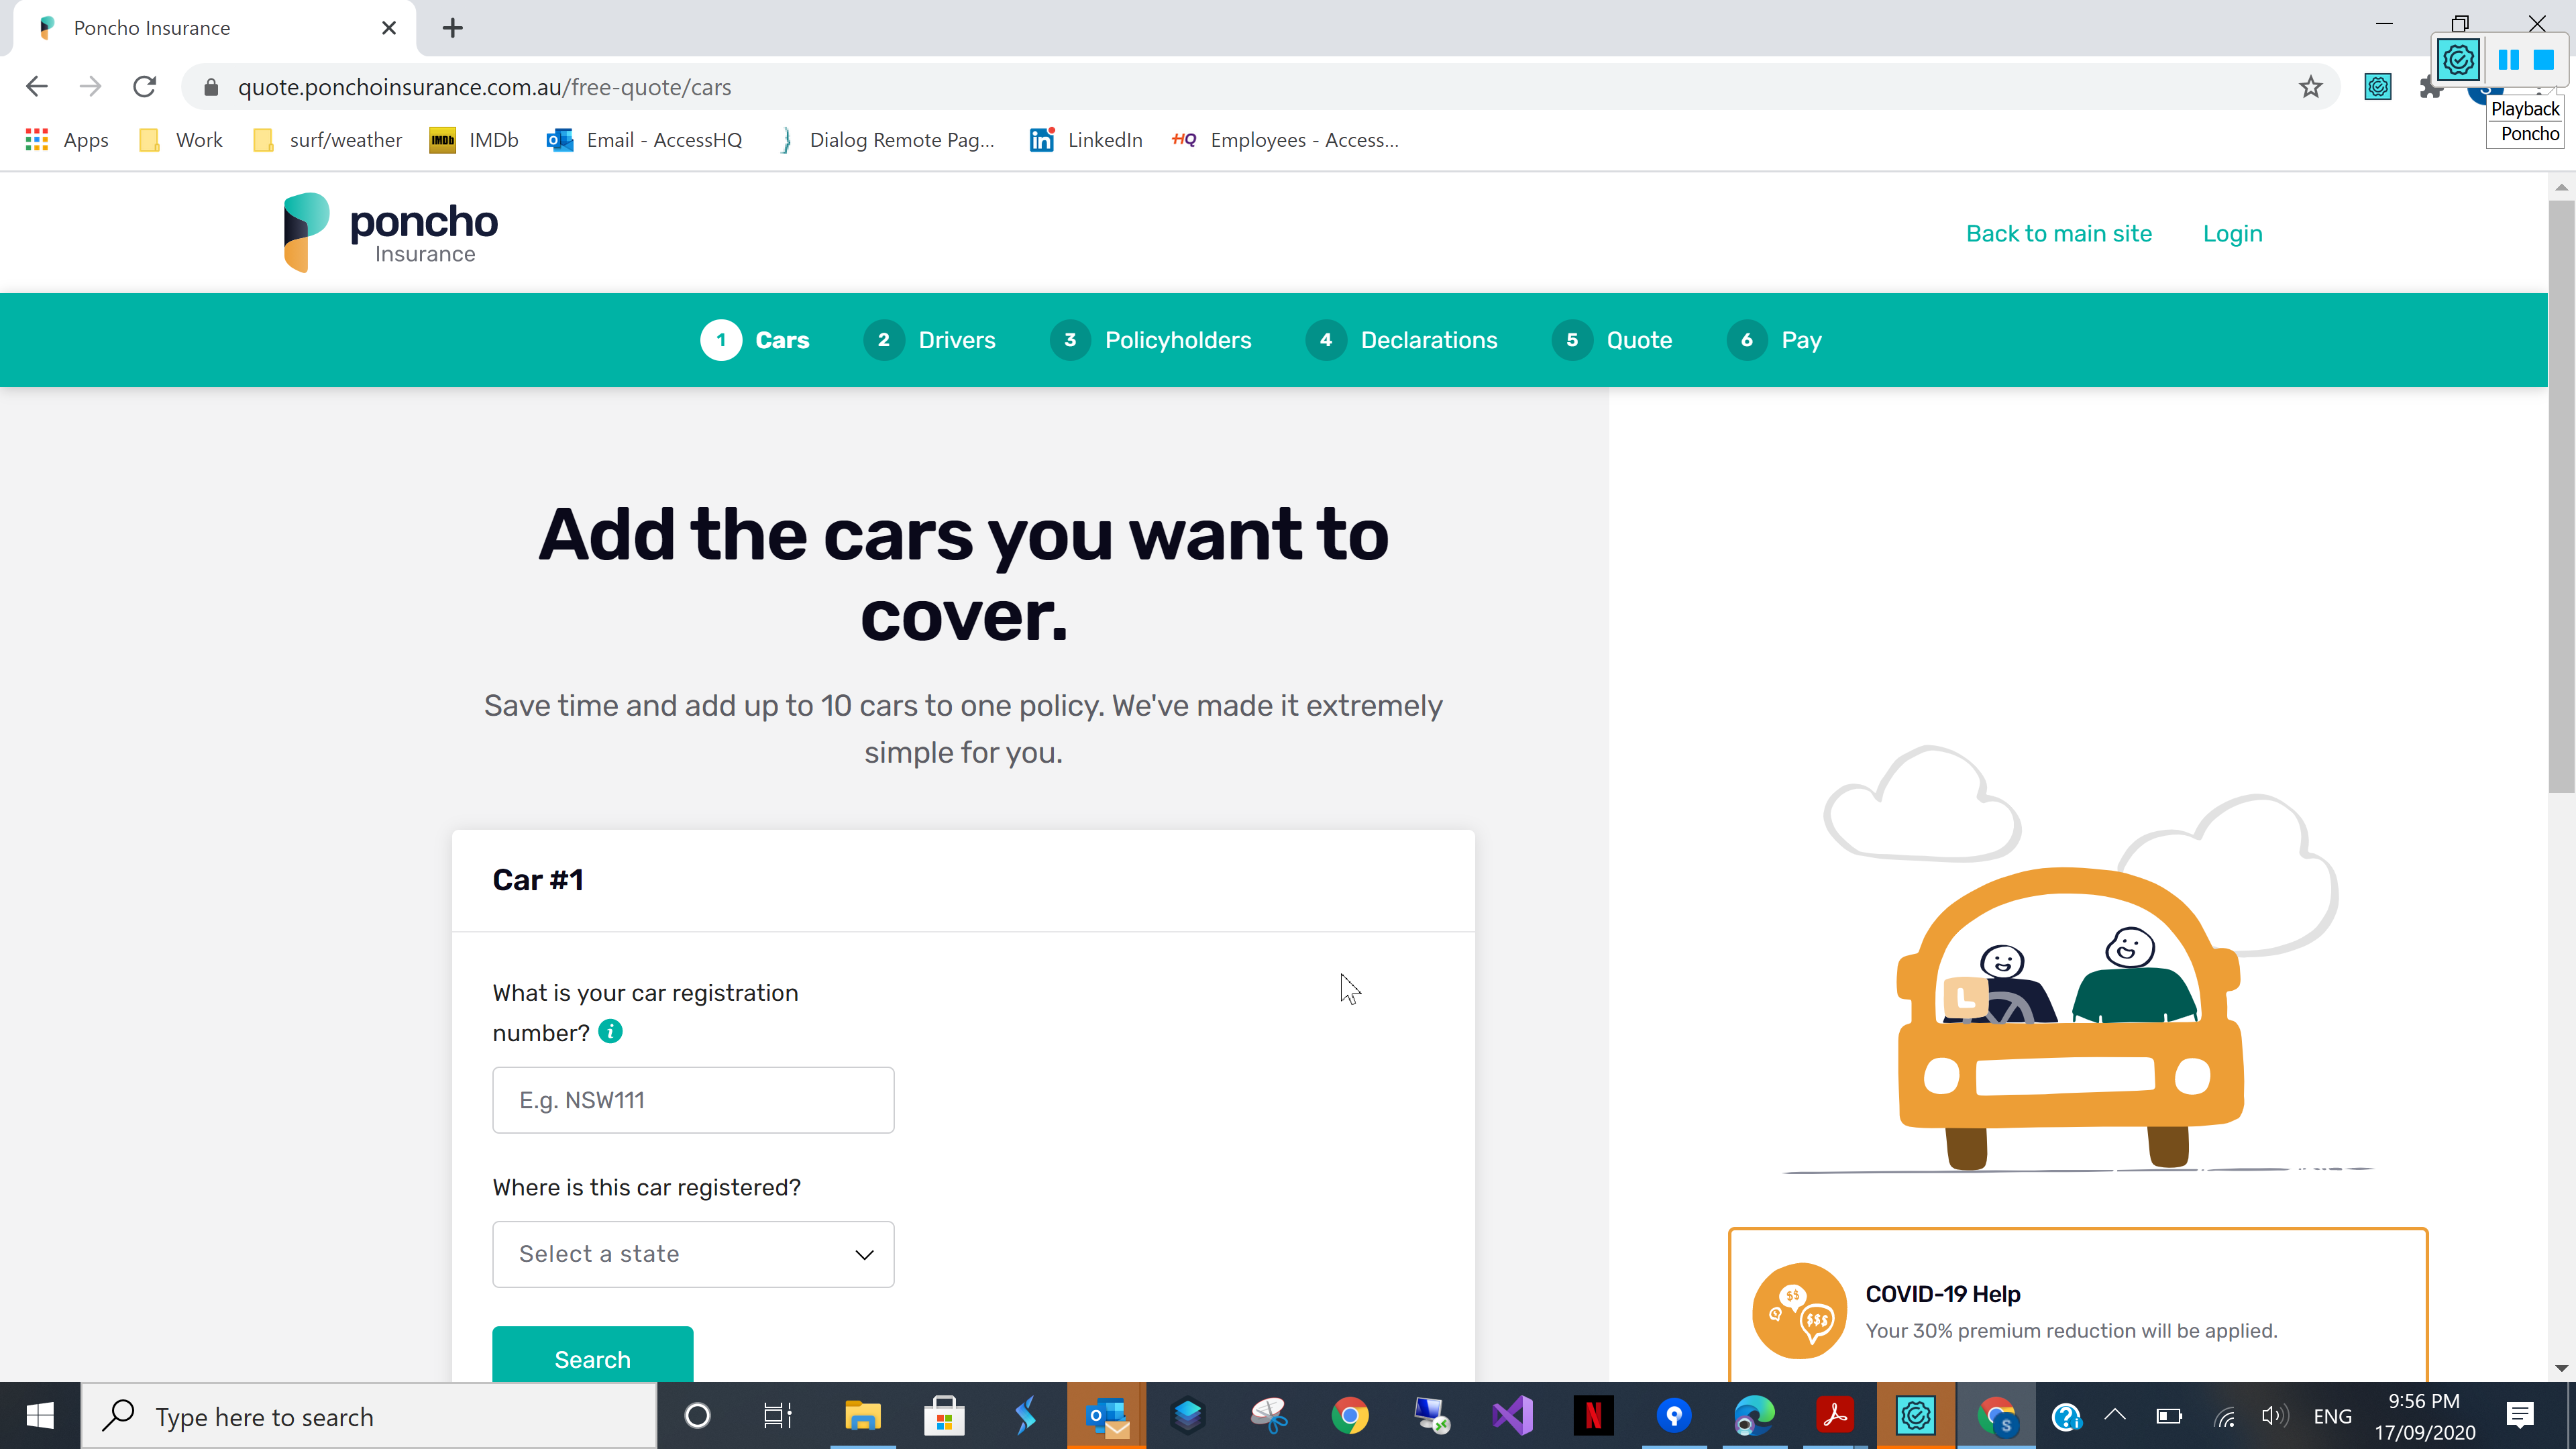 Poncho Insurance
quote.ponchoinsurance.com.au/free-quote/cars
Playback
Poncho
Apps
Work
surf/weather
IMDb
IMDb
Email - AccessHQ
Dialog Remote Pag...
in
LinkedIn
HQ
Employees - Access...
poncho
Insurance
Back to main site
Login
1 Cars
2 Drivers
3 Policyholders
4 Declarations
5 Quote
6 Pay
Add the cars you want to
cover.
Save time and add up to 10 cars to one policy. We've made it extremely
simple for you.
Car #1
What is your car registration
number? i
E.g. NSW111
Where is this car registered?
Select a state
Search
L
$$
$$$
COVID-19 Help
Your 30% premium reduction will be applied.
Type here to search
N
S
ENG
9:56 PM
17/09/2020